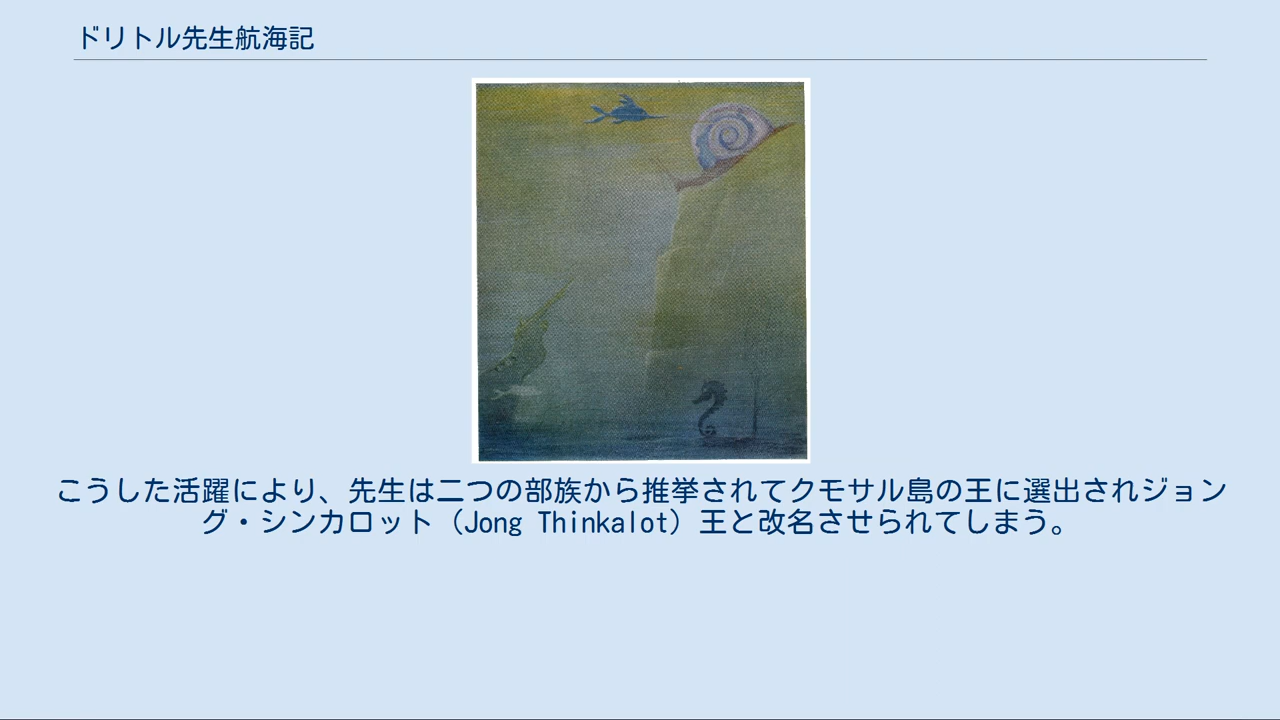 ドリトル先生航海記
こうした活躍により、先生は二つの部族から推挙されてクモサル島の王に選出されジョン
グ・シンカロット（Jong Thinkalot）王と改名させられてしまう。